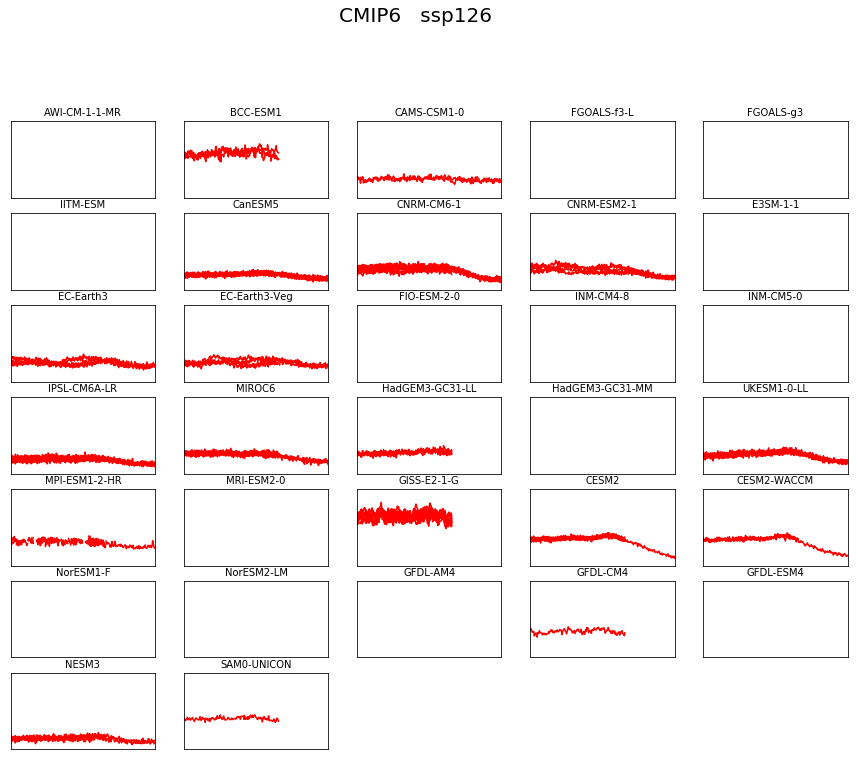 CMIP6 ssp126
AWI-CM-1-1-MR BCC-ESM1 CAMS-CSM1-0 FGOALS-f3-L FGOALS-g3
IITM-ESM CanESM5 CNRM-CM6-1 CNRM-ESM2-1 E3SM-1-1
EC-Earth3 EC-Earth3-Veg FIO-ESM-2-0 INM-CM4-8 INM-CM5-0
IPSL-CM6A-LR MIROC6 HadGEM3-GC31-LL HadGEM3-GC31-MM UKESM1-0-LL
MPI-ESM1-2-HR MRI-ESM2-0 GISS-E2-1-G CESM2 CESM2-WACCM
NorESM1-F NorESM2-LM GFDL-AM4 GFDL-CM4 GFDL-ESM4
NESM3 SAM0-UNICON